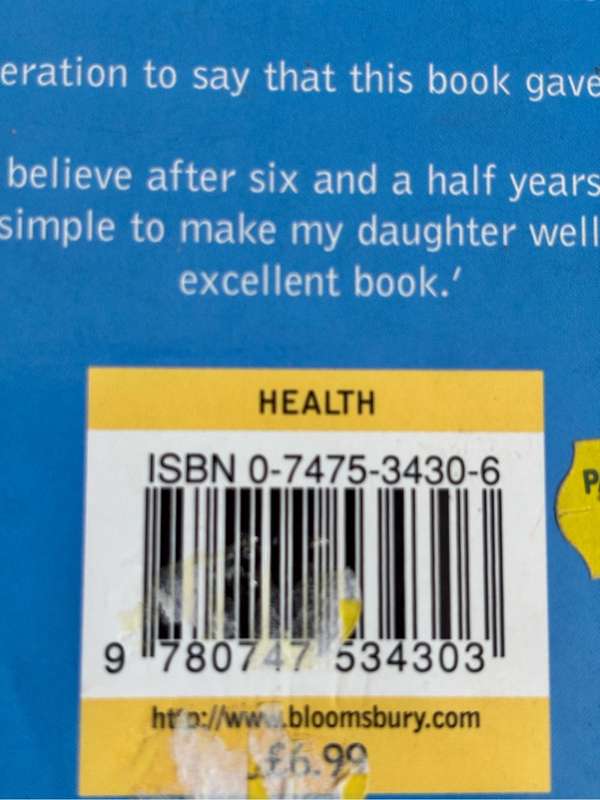 eration to say that this book gave
believe after six and a half years
simple to make my daughter well
excellent book.'
HEALTH
ISBN 0-7475-3430-6
9 780747 534303
http://www.bloomsbury.com
£6.99